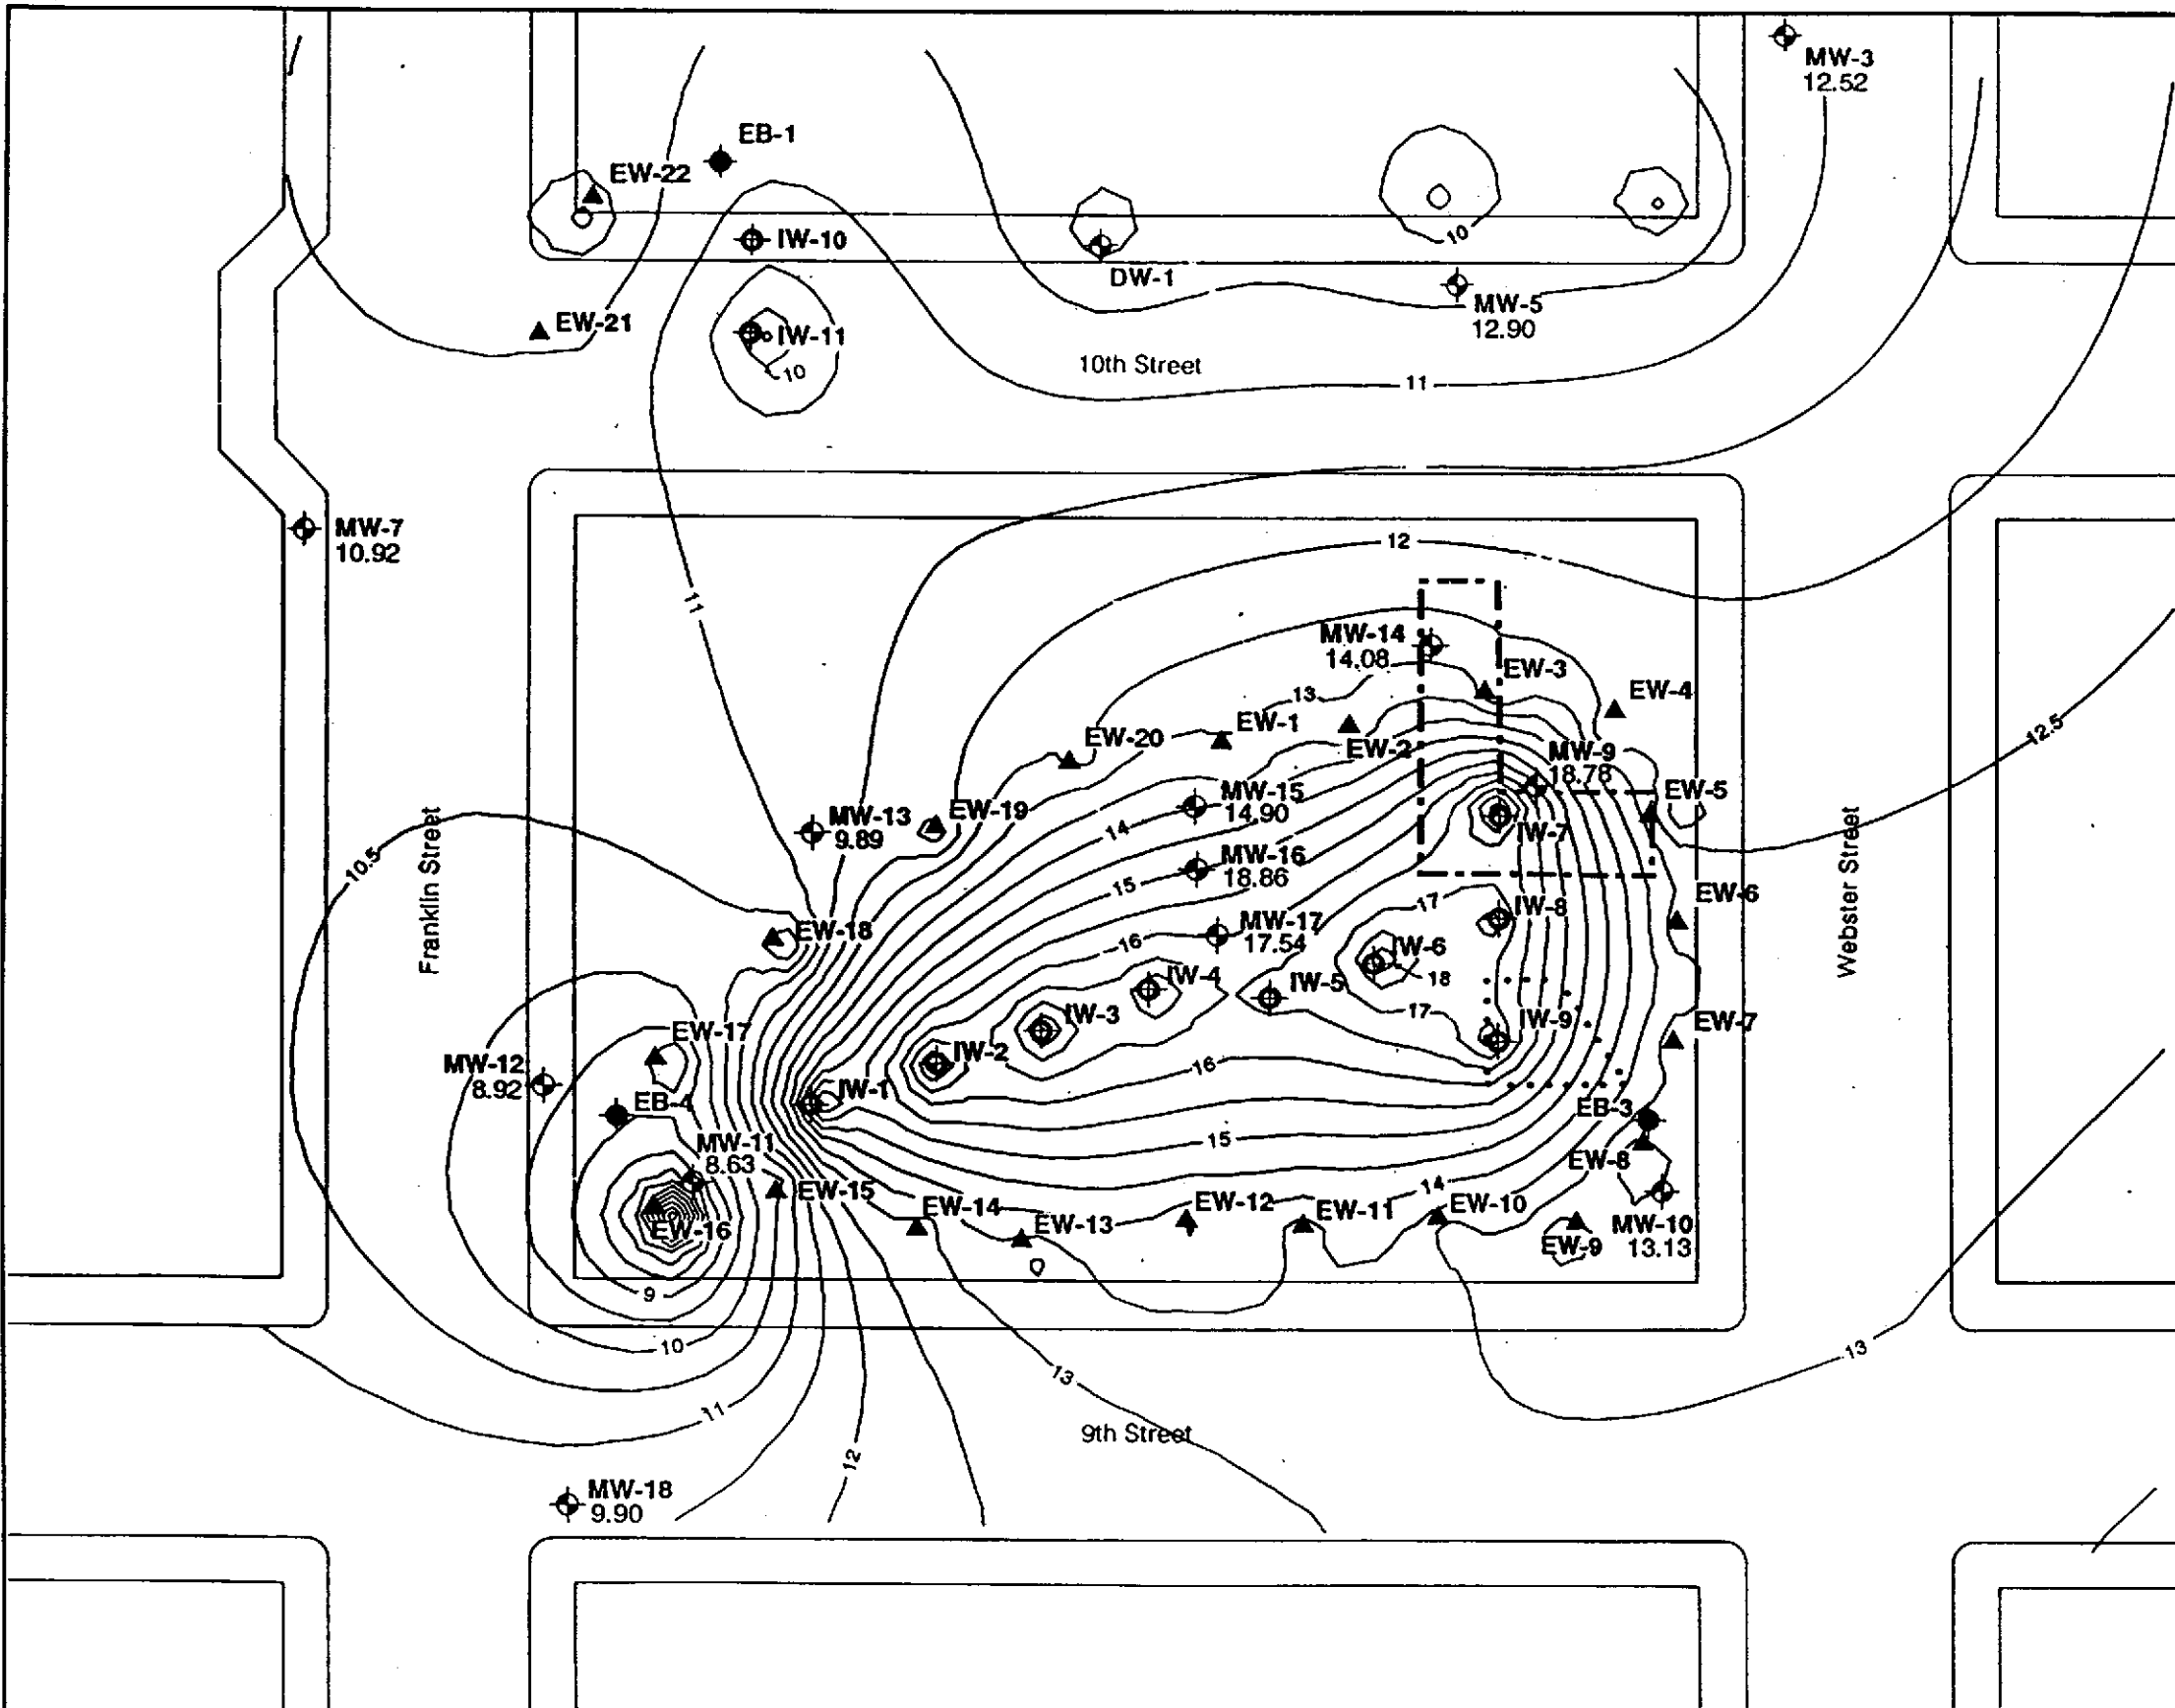 MW-3
12.52
EB-1
EW-22
IW-10
10
DW-1
MW-5
12.90
EW-21
IW-11
10
10th Street
11
MW-7
10.92
12
11
MW-14
14.08
EW-3
EW-4
13
EW-1
EW-20
EW-2
MW-9
18.78
12.5
EW-5
MW-15
14.90
EW-19
MW-13
9.89
14
IW-7
10.5
Franklin Street
Webster Street
MW-16
18.86
15
17
EW-6
IW-8
EW-18
MW-17
17.54
16
IW-6
18
IW-4
IW-5
17
IW-3
IW-9
EW-7
EW-17
MW-12
8.92
IW-2
16
IW-1
EB-4
EB-3
MW-11
8.63
15
EW-8
EW-15
14
EW-14
EW-12
EW-11
EW-10
EW-13
MW-10
13.13
EW-16
EW-9
9
10
13
13
11
9th Street
12
MW-18
9.90